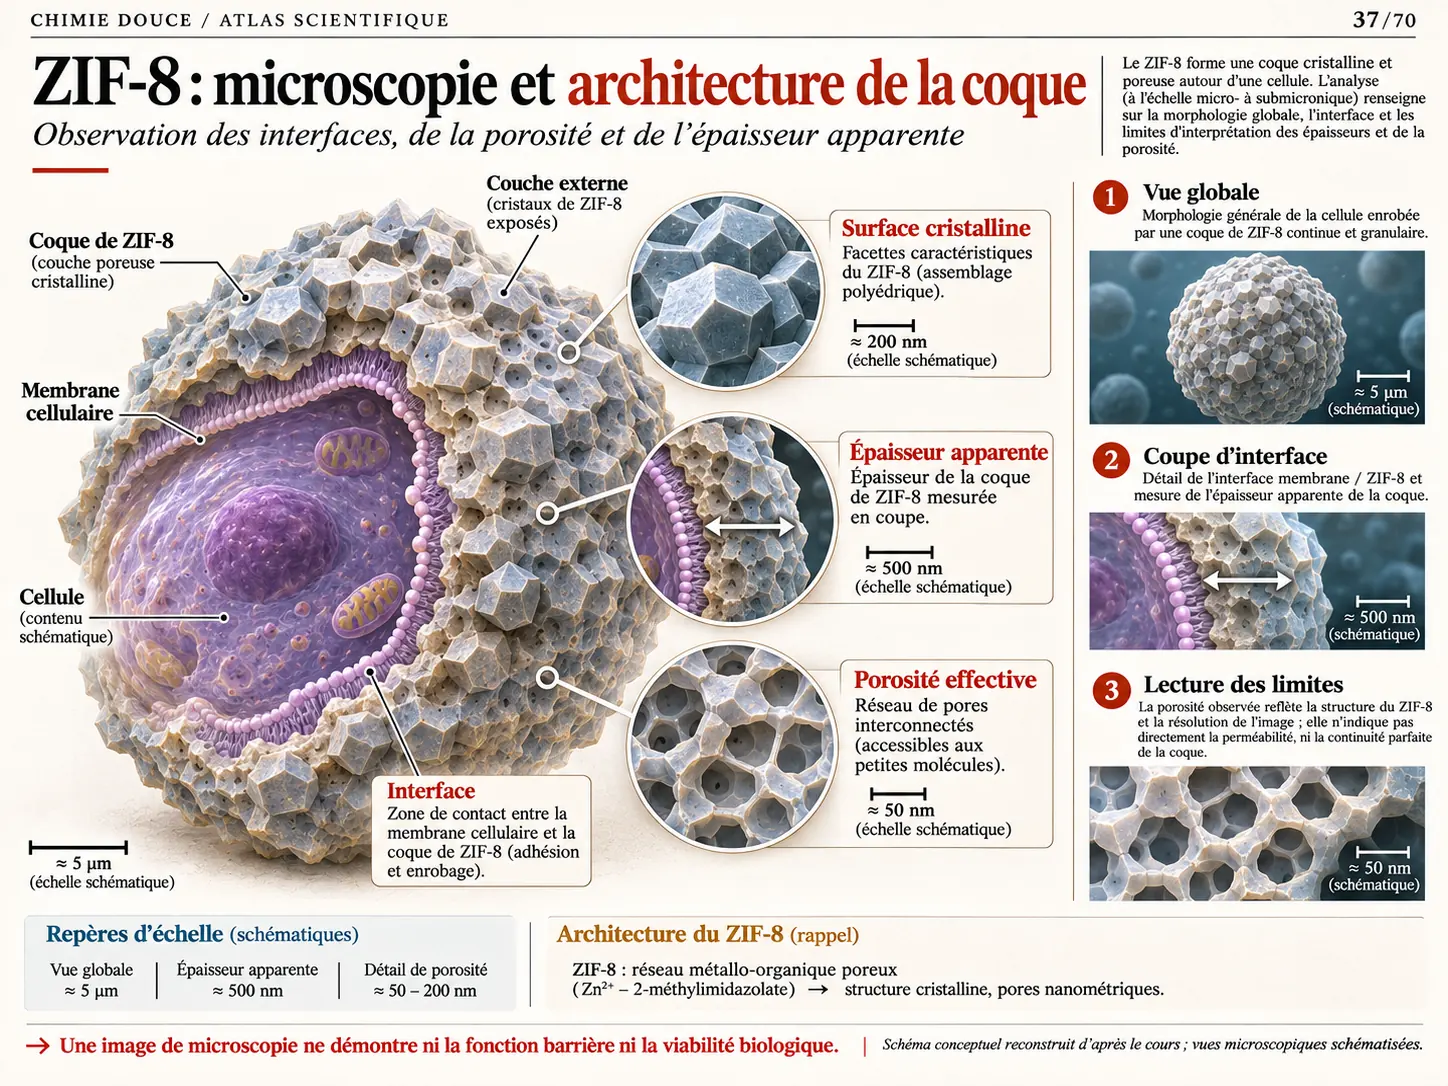 CHIMIE DOUCE / ATLAS SCIENTIFIQUE
37/70
ZIF-8 : microscopie et architecture de la coque
Observation des interfaces, de la porosité et de l’épaisseur apparente
Le ZIF-8 forme une coque cristalline et
poreuse autour d’une cellule. L’analyse
(à l’échelle micro- à submicronique) renseigne
sur la morphologie globale, l’interface et les
limites d’interprétation des épaisseurs et de la
porosité.
Coque de ZIF-8
(couche poreuse
cristalline)
Couche externe
(cristaux de ZIF-8
exposés)
Membrane
cellulaire
Cellule
(contenu
schématique)
≈ 5 µm
(échelle schématique)
Interface
Zone de contact entre la
membrane cellulaire et la
coque de ZIF-8 (adhésion
et enrobage).
Surface cristalline
Facettes caractéristiques
du ZIF-8 (assemblage
polyédrique).
≈ 200 nm
(échelle schématique)
Épaisseur apparente
Épaisseur de la coque
de ZIF-8 mesurée
en coupe.
≈ 500 nm
(échelle schématique)
Porosité effective
Réseau de pores
interconnectés
(accessibles aux
petites molécules).
≈ 50 nm
(échelle schématique)
1 Vue globale
Morphologie générale de la cellule enrobée
par une coque de ZIF-8 continue et granulaire.
≈ 5 µm
(schématique)
2 Coupe d’interface
Détail de l’interface membrane / ZIF-8 et
mesure de l’épaisseur apparente de la coque.
≈ 500 nm
(schématique)
3 Lecture des limites
La porosité observée reflète la structure du ZIF-8
et la résolution de l’image ; elle n’indique pas
directement la perméabilité, ni la continuité parfaite
de la coque.
≈ 50 nm
(schématique)
Repères d’échelle (schématiques)
Vue globale
≈ 5 µm
Épaisseur apparente
≈ 500 nm
Détail de porosité
≈ 50 – 200 nm
Architecture du ZIF-8 (rappel)
ZIF-8 : réseau métallo-organique poreux
(Zn²⁺ – 2-méthylimidazolate) → structure cristalline, pores nanométriques.
→ Une image de microscopie ne démontre ni la fonction barrière ni la viabilité biologique.
Schéma conceptuel reconstruit d’après le cours ; vues microscopiques schématisées.